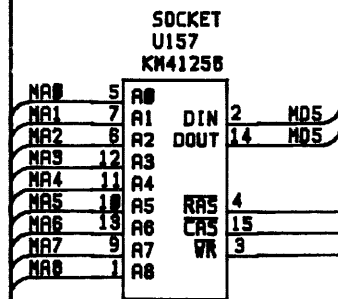 SOCKET
U157
KM41256
MA0 5 A0
MA1 7 A1 DIN 2 MD5
MA2 6 A2 DOUT 14 MD5
MA3 12 A3
MA4 11 A4
MA5 10 A5 RAS 4
MA6 13 A6 CAS 15
MA7 9 A7 WR 3
MA8 1 A8